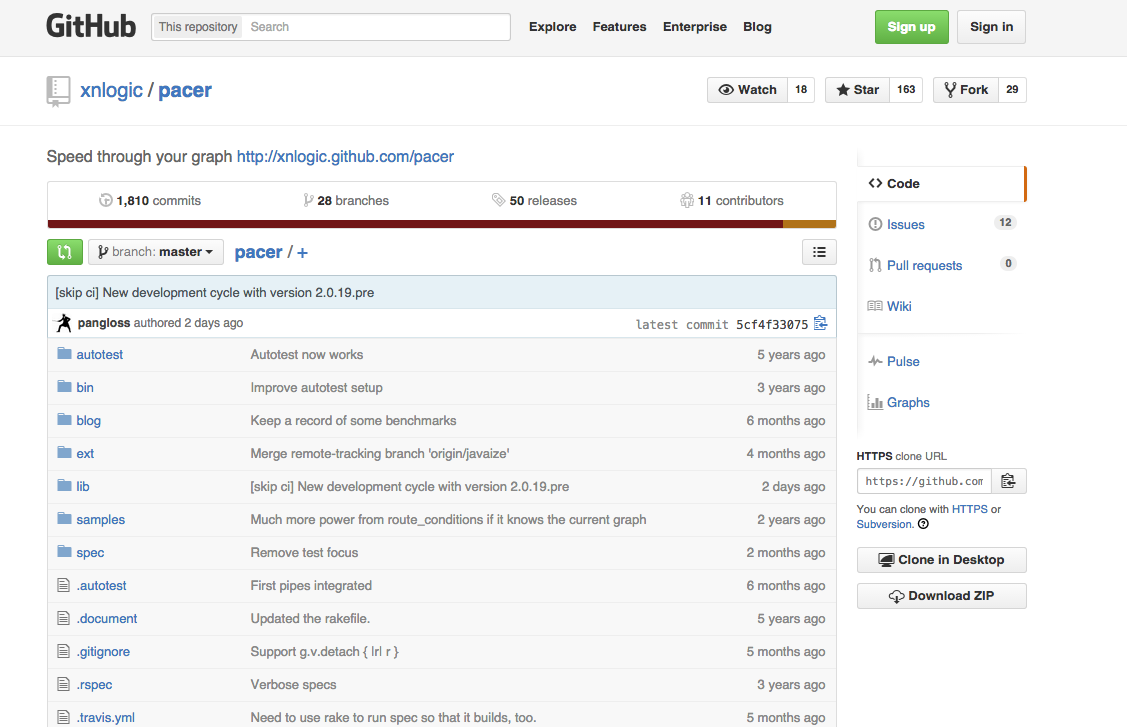 GitHub This repository Search Explore Features Enterprise Blog Sign up Sign in
xnlogic / pacer Watch 18 Star 163 Fork 29
Speed through your graph http://xnlogic.github.com/pacer
1,810 commits 28 branches 50 releases 11 contributors
branch: master pacer / +
[skip ci] New development cycle with version 2.0.19.pre
pangloss authored 2 days ago latest commit 5cf4f33075
autotest Autotest now works 5 years ago
bin Improve autotest setup 3 years ago
blog Keep a record of some benchmarks 6 months ago
ext Merge remote-tracking branch 'origin/javaize' 4 months ago
lib [skip ci] New development cycle with version 2.0.19.pre 2 days ago
samples Much more power from route_conditions if it knows the current graph 2 years ago
spec Remove test focus 2 months ago
.autotest First pipes integrated 6 months ago
.document Updated the rakefile. 5 years ago
.gitignore Support g.v.detach { |r| r } 5 months ago
.rspec Verbose specs 3 years ago
.travis.yml Need to use rake to run spec so that it builds, too. 5 months ago
Code
Issues 12
Pull requests 0
Wiki
Pulse
Graphs
HTTPS clone URL
https://github.com
You can clone with HTTPS or
Subversion.
Clone in Desktop
Download ZIP